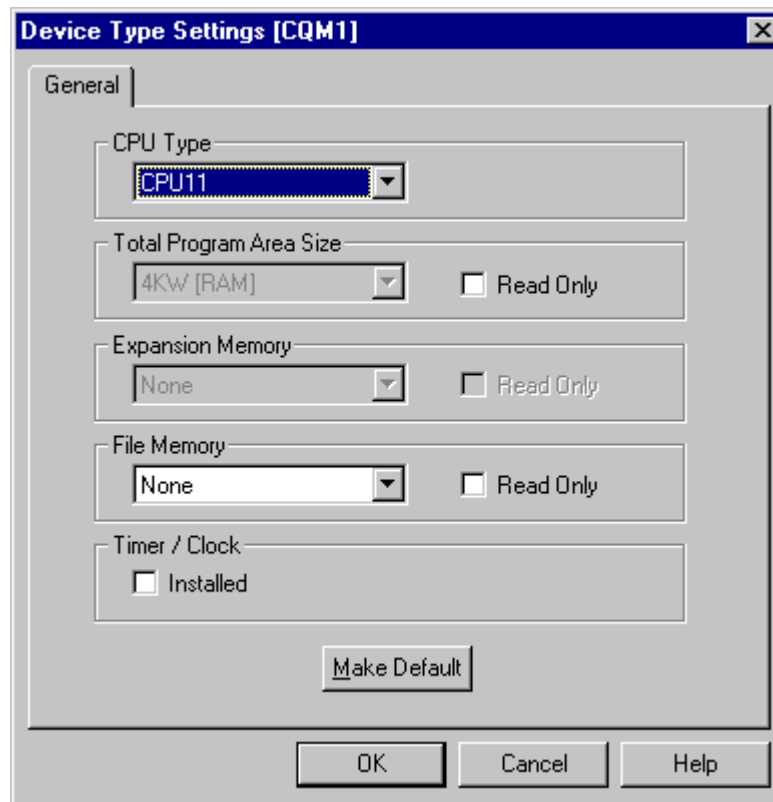 Device Type Settings [CQM1]
General
CPU Type
CPU11
Total Program Area Size
4KW [RAM]
Read Only
Expansion Memory
None
Read Only
File Memory
None
Read Only
Timer / Clock
Installed
Make Default
OK
Cancel
Help